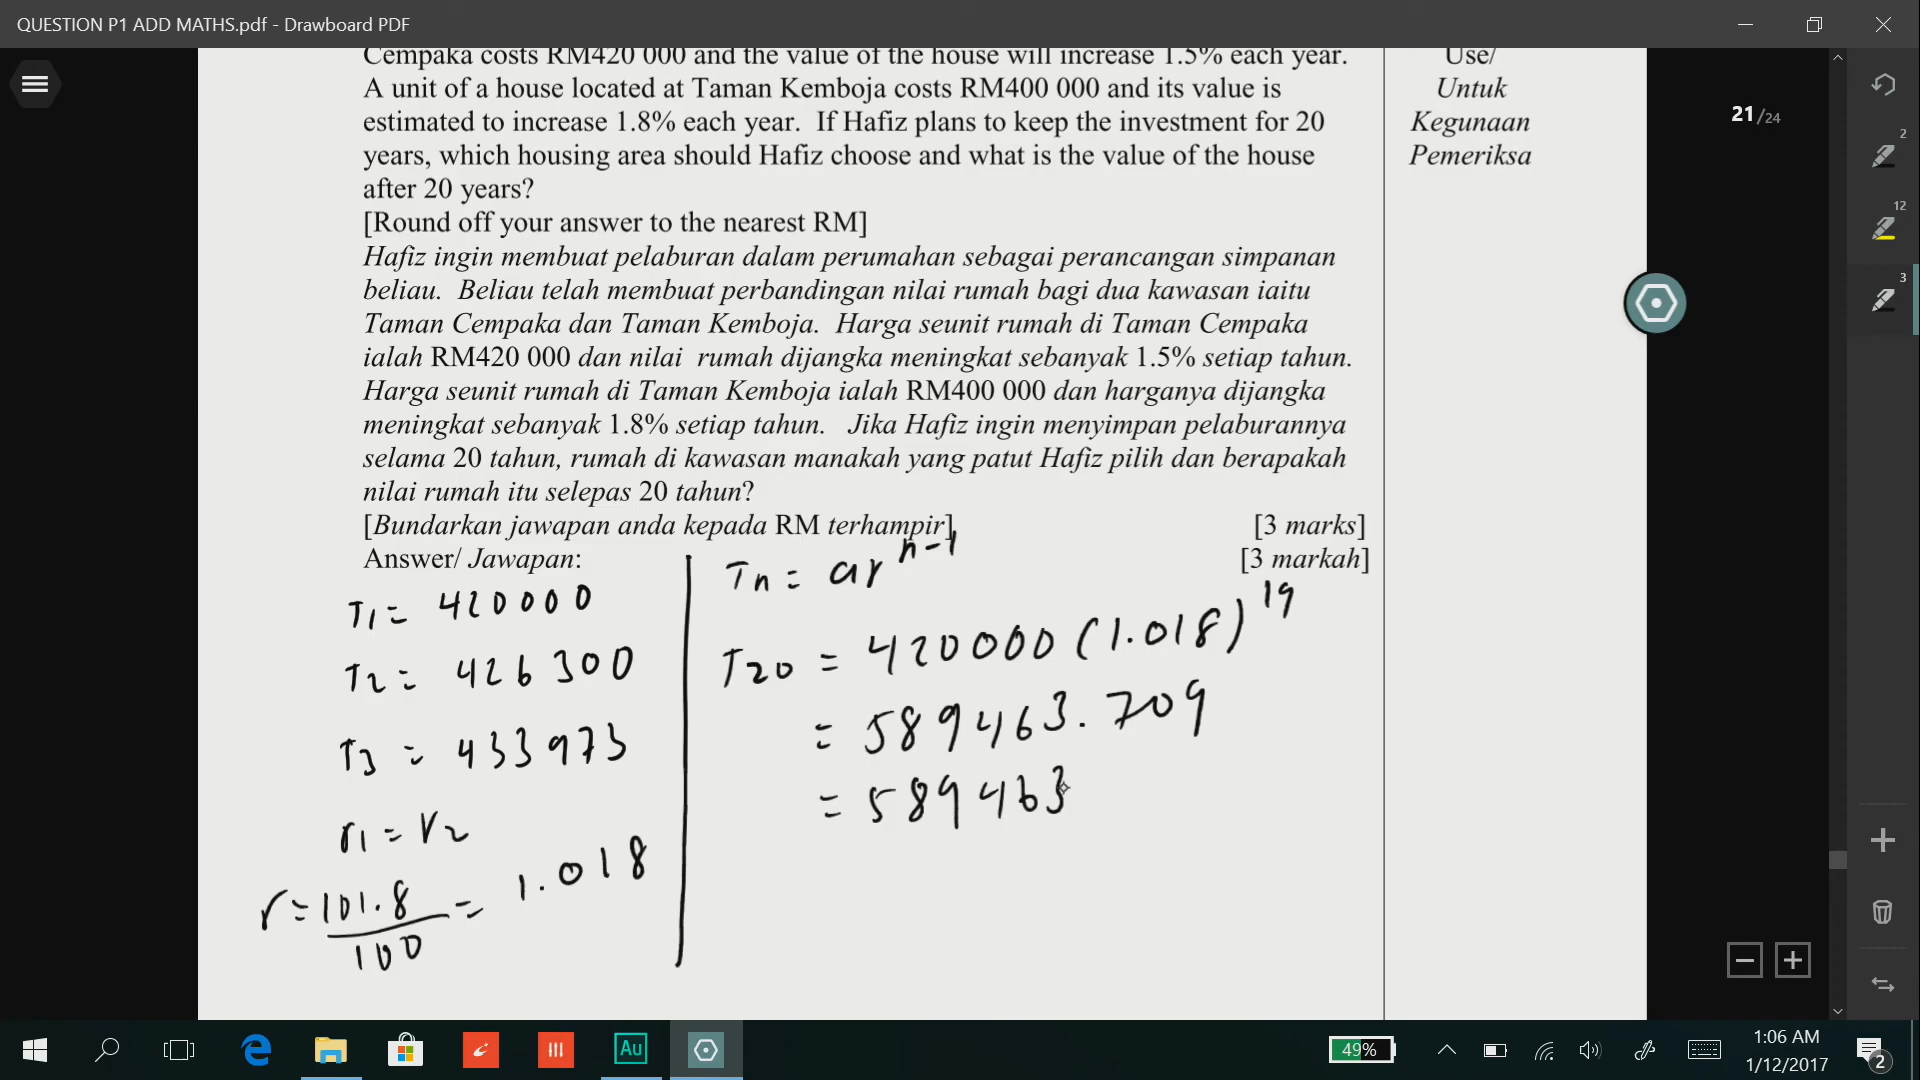 QUESTION P1 ADD MATHS.pdf - Drawboard PDF
Cempaka costs RM420 000 and the value of the house will increase 1.5% each year.
A unit of a house located at Taman Kemboja costs RM400 000 and its value is
estimated to increase 1.8% each year. If Hafiz plans to keep the investment for 20
years, which housing area should Hafiz choose and what is the value of the house
after 20 years?
[Round off your answer to the nearest RM]
Hafiz ingin membuat pelaburan dalam perumahan sebagai perancangan simpanan
beliau. Beliau telah membuat perbandingan nilai rumah bagi dua kawasan iaitu
Taman Cempaka dan Taman Kemboja. Harga seunit rumah di Taman Cempaka
ialah RM420 000 dan nilai rumah dijangka meningkat sebanyak 1.5% setiap tahun.
Harga seunit rumah di Taman Kemboja ialah RM400 000 dan harganya dijangka
meningkat sebanyak 1.8% setiap tahun. Jika Hafiz ingin menyimpan pelaburannya
selama 20 tahun, rumah di kawasan manakah yang patut Hafiz pilih dan berapakah
nilai rumah itu selepas 20 tahun?
[Bundarkan jawapan anda kepada RM terhampir] [3 marks]
Answer/ Jawapan: [3 markah]
Use/
Untuk
Kegunaan
Pemeriksa
21/24
2
12
3
T1 = 420000
T2 = 426300
T3 = 433973
r1 = r2
r = 101.8/100 = 1.018
Tn = ar^n-1
T20 = 420000 (1.018)^19
= 589463.709
= 589463
Au
49%
1:06 AM
1/12/2017
2